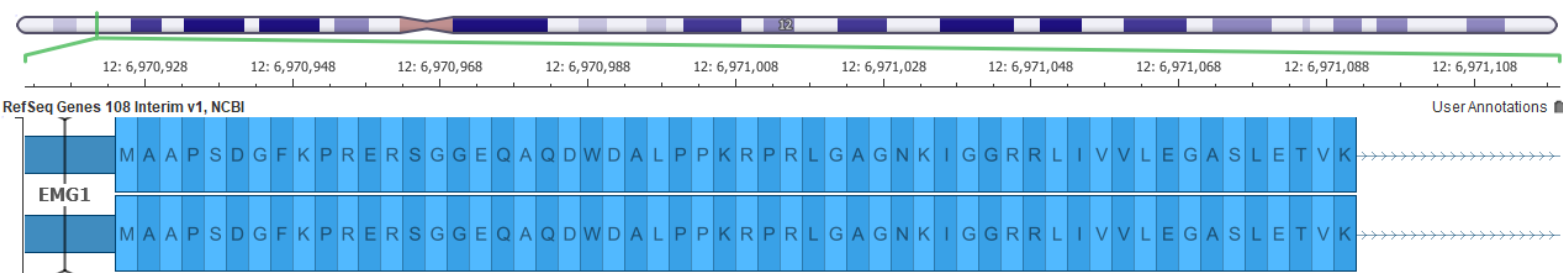 12
12: 6,970,928 12: 6,970,948 12: 6,970,968 12: 6,970,988 12: 6,971,008 12: 6,971,028 12: 6,971,048 12: 6,971,068 12: 6,971,088 12: 6,971,108
RefSeq Genes 108 Interim v1, NCBI User Annotations
M A A P S D G F K P R E R S G G E Q A Q D W D A L P P K R P R L G A G N K I G G R R L I V V L E G A S L E T V K
EMG1
M A A P S D G F K P R E R S G G E Q A Q D W D A L P P K R P R L G A G N K I G G R R L I V V L E G A S L E T V K